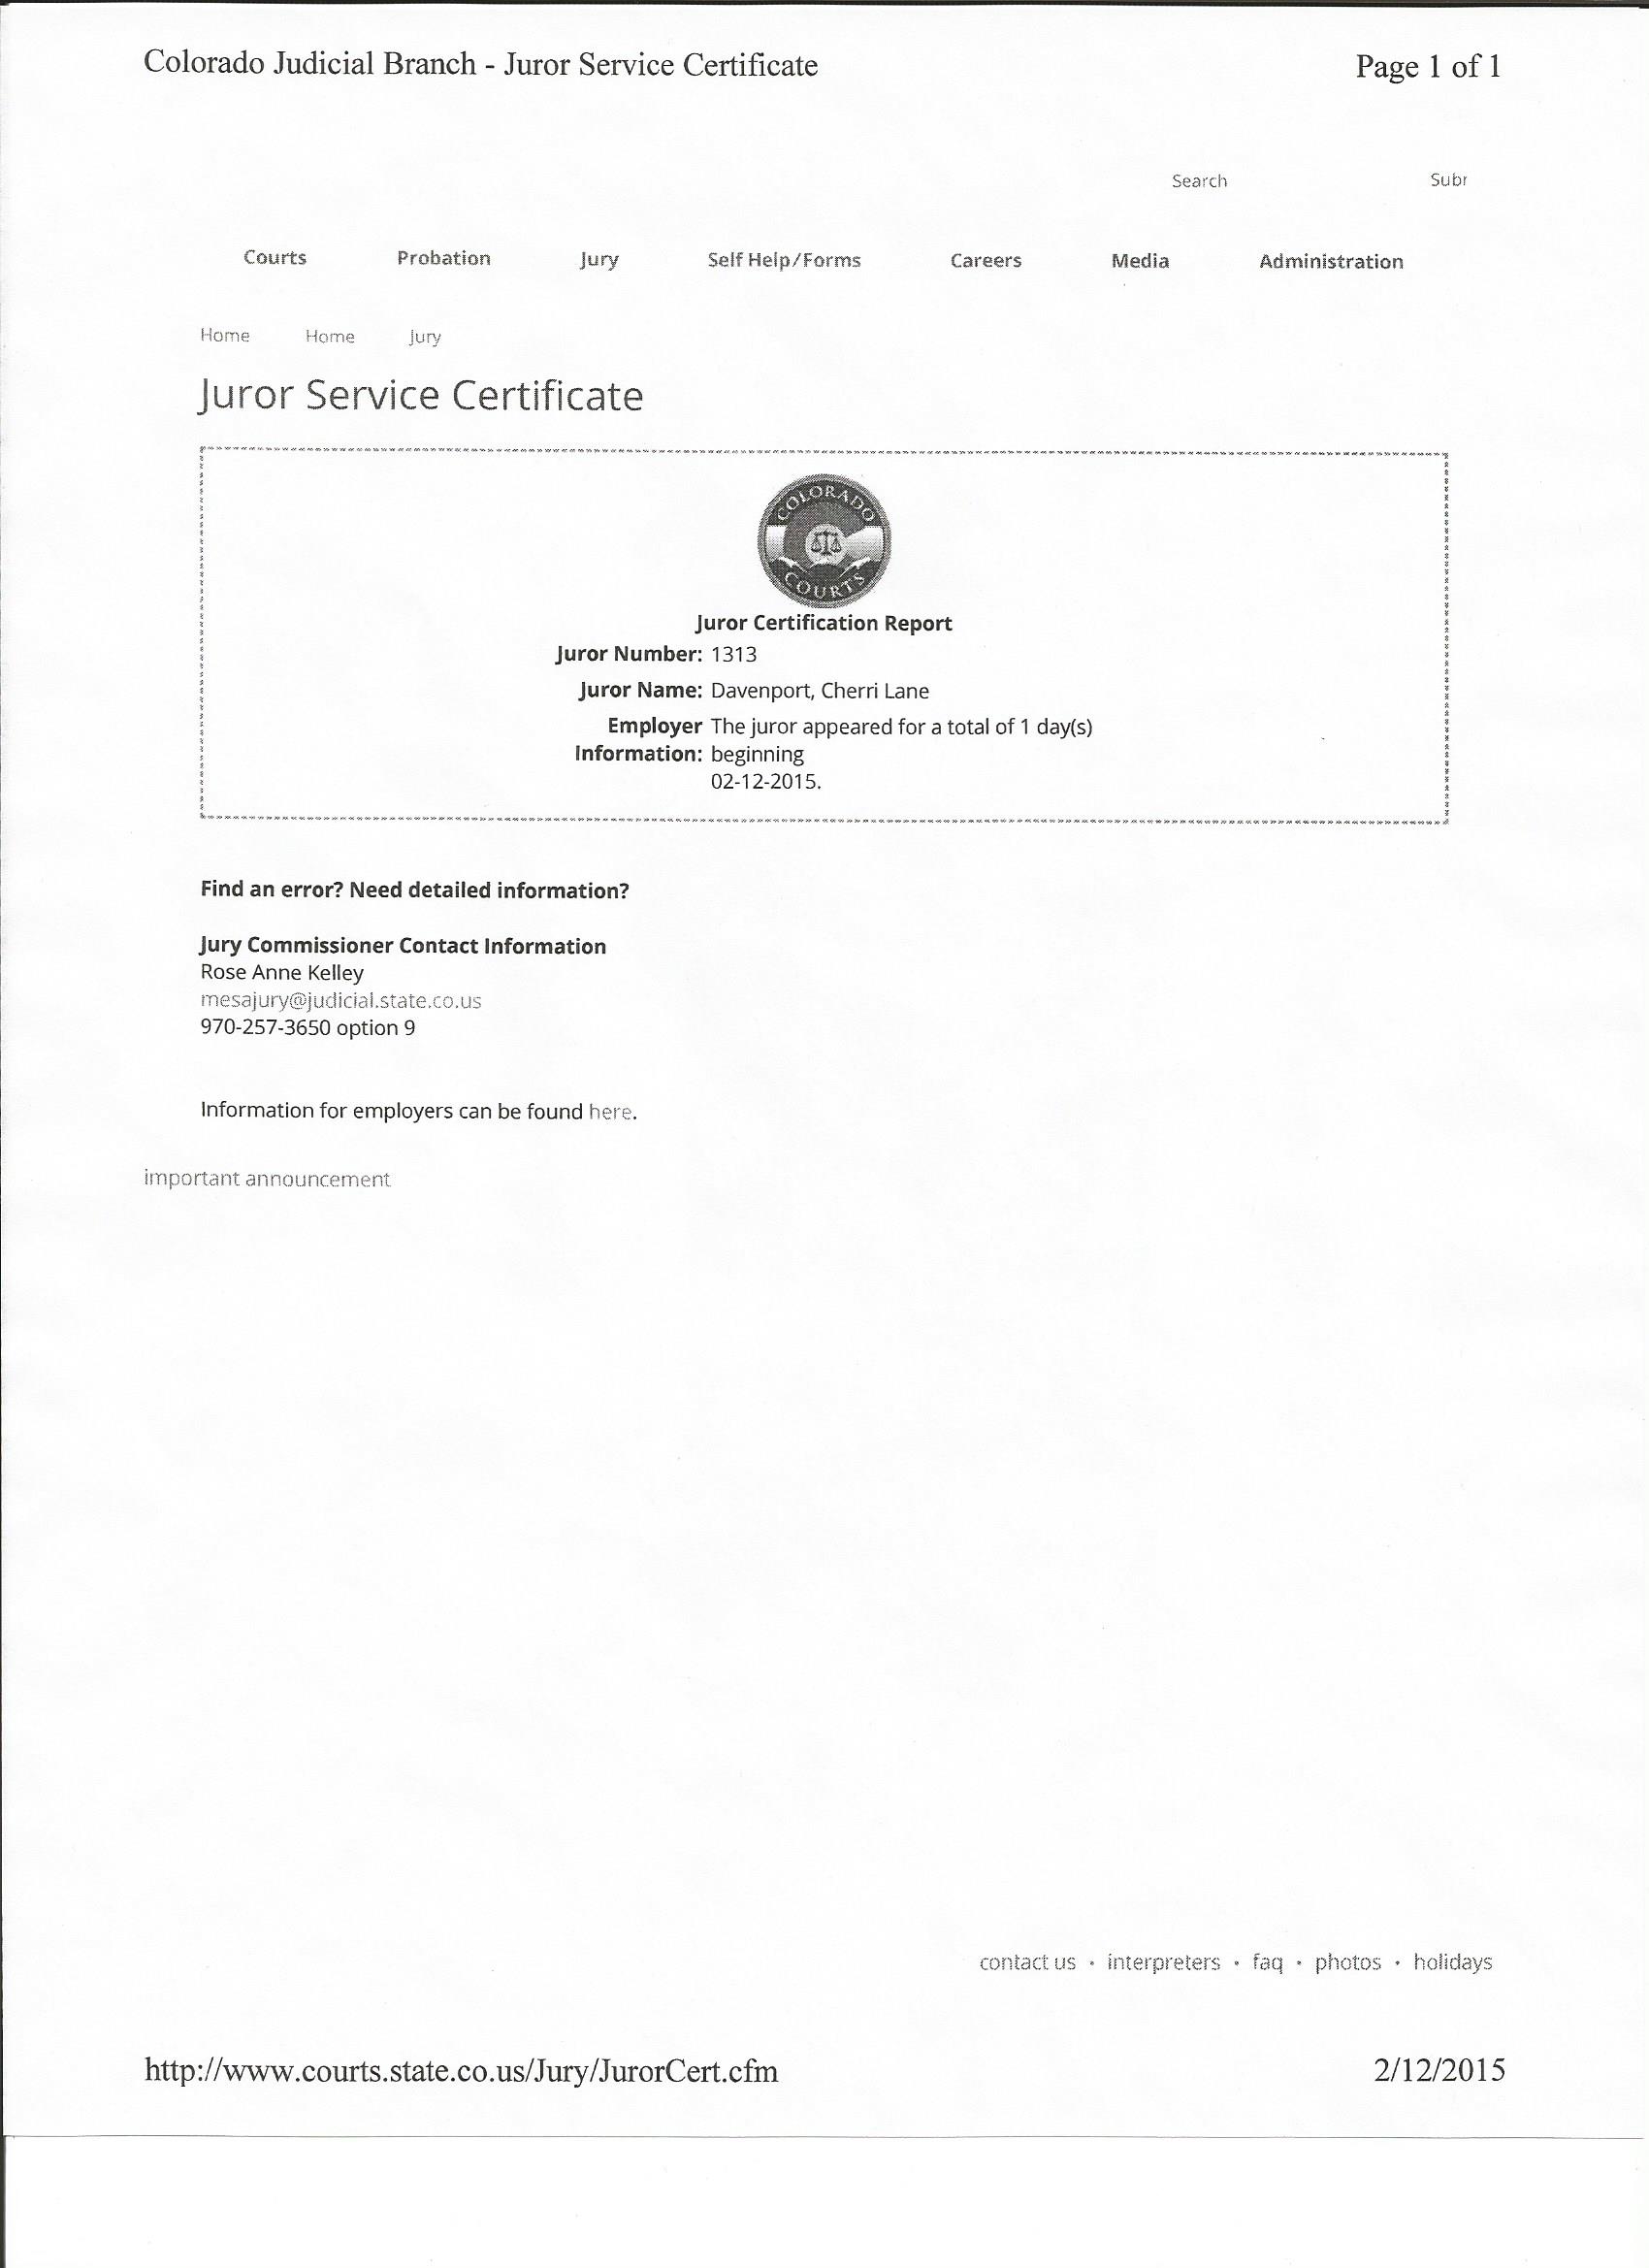 Colorado Judicial Branch - Juror Service Certificate Page 1 of 1
Search Subr
Courts Probation Jury Self Help/Forms Careers Media Administration
Home Home Jury
Juror Service Certificate
COLORADO
COURTS
Juror Certification Report
Juror Number: 1313
Juror Name: Davenport, Cherri Lane
Employer The juror appeared for a total of 1 day(s)
Information: beginning
02-12-2015.
Find an error? Need detailed information?
Jury Commissioner Contact Information
Rose Anne Kelley
mesajury@judicial.state.co.us
970-257-3650 option 9
Information for employers can be found here.
important announcement
contact us • interpreters • faq • photos • holidays
http://www.courts.state.co.us/Jury/JurorCert.cfm 2/12/2015